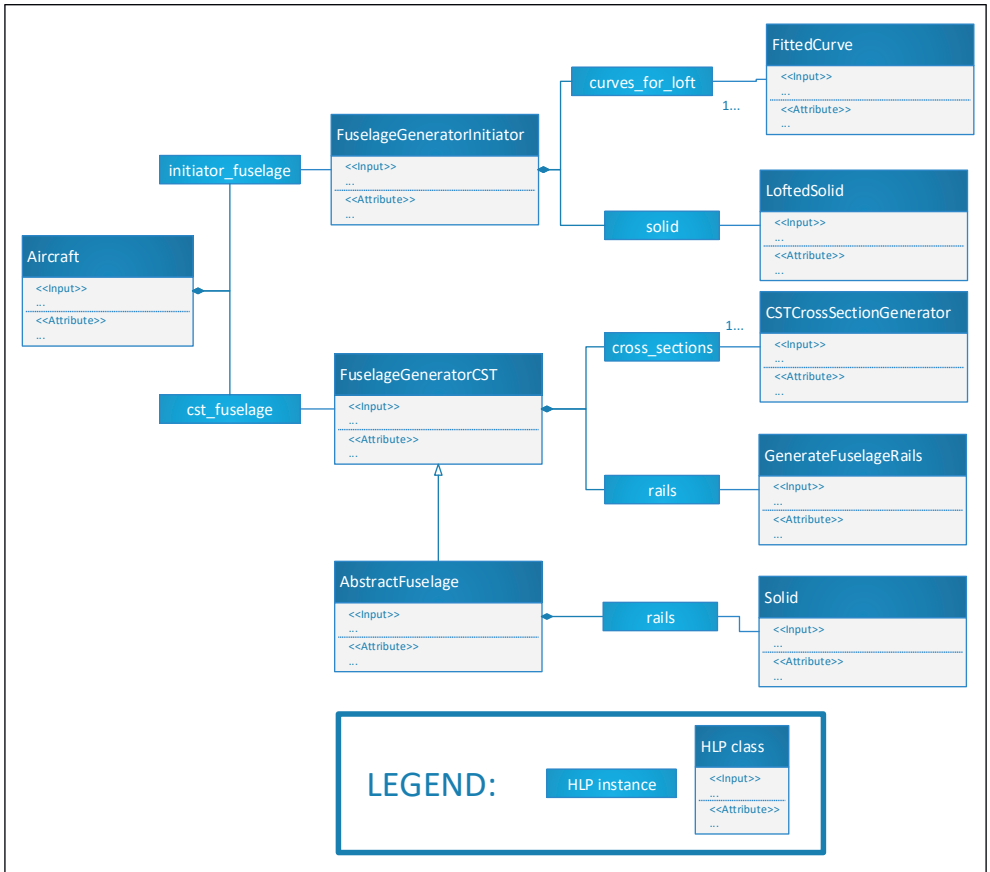 FittedCurve
<<Input>>
...
<<Attribute>>
...
curves_for_loft
1...
FuselageGeneratorInitiator
<<Input>>
...
<<Attribute>>
...
initiator_fuselage
LoftedSolid
<<Input>>
...
<<Attribute>>
...
solid
Aircraft
<<Input>>
...
<<Attribute>>
...
CSTCrossSectionGenerator
<<Input>>
...
<<Attribute>>
...
1...
cross_sections
FuselageGeneratorCST
<<Input>>
...
<<Attribute>>
...
cst_fuselage
GenerateFuselageRails
<<Input>>
...
<<Attribute>>
...
rails
AbstractFuselage
<<Input>>
...
<<Attribute>>
...
rails
Solid
<<Input>>
...
<<Attribute>>
...
LEGEND:
HLP instance
HLP class
<<Input>>
...
<<Attribute>>
...